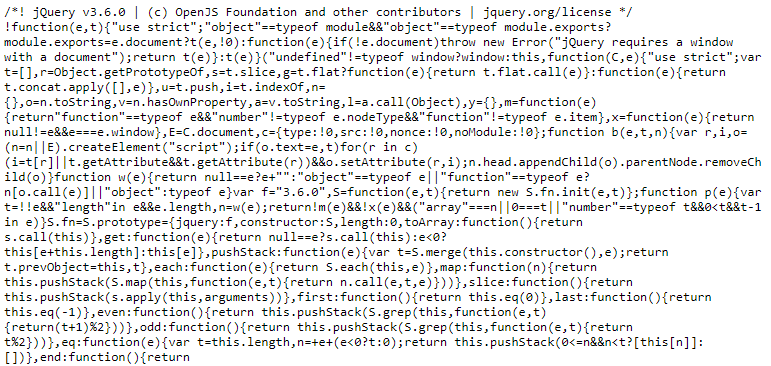 /*! jQuery v3.6.0 | (c) OpenJS Foundation and other contributors | jquery.org/license */
!function(e,t){"use strict";"object"==typeof module&&"object"==typeof module.exports?
module.exports=e.document?t(e,!0):function(e){if(!e.document)throw new Error("jQuery requires a window
with a document");return t(e)}:t(e)}("undefined"!=typeof window?window:this,function(C,e){"use strict";var
t=[],r=Object.getPrototypeOf,s=t.slice,g=t.flat?function(e){return t.flat.call(e)}:function(e){return
t.concat.apply([],e)},u=t.push,i=t.indexOf,n=
{},o=n.toString,v=n.hasOwnProperty,a=v.toString,l=a.call(Object),y={},m=function(e)
{return"function"==typeof e&&"number"!=typeof e.nodeType&&"function"!=typeof e.item},x=function(e){return
null!=e&&e===e.window},E=C.document,c={type:!0,src:!0,nonce:!0,noModule:!0};function b(e,t,n){var r,i,o=
(n=n||E).createElement("script");if(o.text=e,t)for(r in c)
(i=t[r]||t.getAttribute&&t.getAttribute(r))&&o.setAttribute(r,i);n.head.appendChild(o).parentNode.removeChi
ld(o)}function w(e){return null==e?e+"":"object"==typeof e||"function"==typeof e?
n[o.call(e)]||"object":typeof e}var f="3.6.0",S=function(e,t){return new S.fn.init(e,t)};function p(e){var
t=!!e&&"length"in e&&e.length,n=w(e);return!m(e)&&!x(e)&&("array"===n||0===t||"number"==typeof t&&0<t&&t-1
in e)}S.fn=S.prototype={jquery:f,constructor:S,length:0,toArray:function(){return
s.call(this)},get:function(e){return null==e?s.call(this):e<0?
this[e+this.length]:this[e]},pushStack:function(e){var t=S.merge(this.constructor(),e);return
t.prevObject=this,t},each:function(e){return S.each(this,e)},map:function(n){return
this.pushStack(S.map(this,function(e,t){return n.call(e,t,e)}))},slice:function(){return
this.pushStack(s.apply(this,arguments))},first:function(){return this.eq(0)},last:function(){return
this.eq(-1)},even:function(){return this.pushStack(S.grep(this,function(e,t)
{return(t+1)%2}))},odd:function(){return this.pushStack(S.grep(this,function(e,t){return
t%2}))},eq:function(e){var t=this.length,n=+e+(e<0?t:0);return this.pushStack(0<=n&&n<t?[this[n]]:
[])},end:function(){return